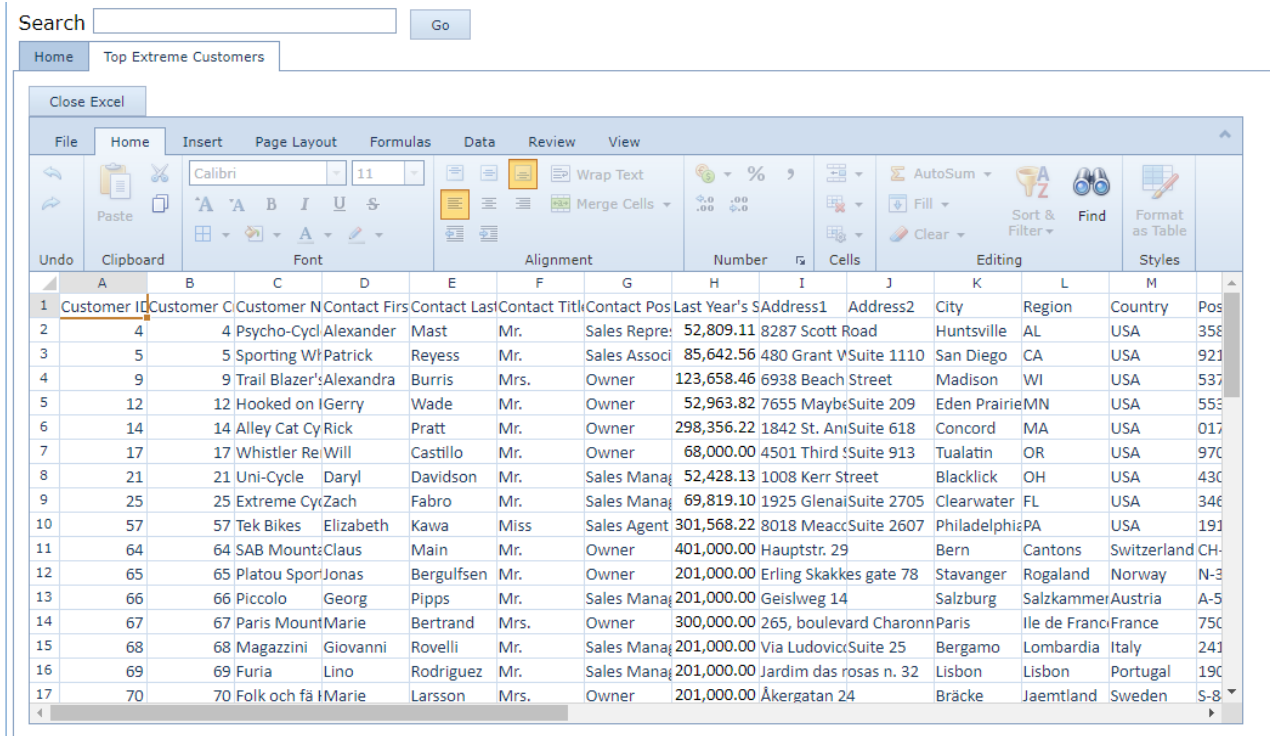 Search Go
Home Top Extreme Customers
Close Excel
File Home Insert Page Layout Formulas Data Review View
Calibri 11 Wrap Text % , AutoSum
Paste A A B I U S Merge Cells .00 .00 Fill Sort & Filter Find Format as Table
A Clear
Undo Clipboard Font Alignment Number Cells Editing Styles
A B C D E F G H I J K L M
1 Customer ID Customer C Customer N Contact Firs Contact Last Contact Title Contact Pos Last Year's S Address1 Address2 City Region Country Pos
2 4 4 Psycho-Cycl Alexander Mast Mr. Sales Repre 52,809.11 8287 Scott Road Huntsville AL USA 358
3 5 5 Sporting Wh Patrick Reyess Mr. Sales Associ 85,642.56 480 Grant W Suite 1110 San Diego CA USA 921
4 9 9 Trail Blazer's Alexandra Burris Mrs. Owner 123,658.46 6938 Beach Street Madison WI USA 537
5 12 12 Hooked on Gerry Wade Mr. Owner 52,963.82 7655 Maybe Suite 209 Eden Prairie MN USA 553
6 14 14 Alley Cat Cy Rick Pratt Mr. Owner 298,356.22 1842 St. An Suite 618 Concord MA USA 017
7 17 17 Whistler Re Will Castillo Mr. Owner 68,000.00 4501 Third Suite 913 Tualatin OR USA 970
8 21 21 Uni-Cycle Daryl Davidson Mr. Sales Manag 52,428.13 1008 Kerr Street Blacklick OH USA 430
9 25 25 Extreme Cyc Zach Fabro Mr. Sales Manag 69,819.10 1925 Glenai Suite 2705 Clearwater FL USA 346
10 57 57 Tek Bikes Elizabeth Kawa Miss Sales Agent 301,568.22 8018 Meac Suite 2607 Philadelphia PA USA 191
11 64 64 SAB Mounta Claus Main Mr. Owner 401,000.00 Hauptstr. 29 Bern Cantons Switzerland CH-
12 65 65 Platou Sport Jonas Bergulfsen Mr. Owner 201,000.00 Erling Skakkes gate 78 Stavanger Rogaland Norway N-3
13 66 66 Piccolo Georg Pipps Mr. Sales Manag 201,000.00 Geislweg 14 Salzburg Salzkammer Austria A-5
14 67 67 Paris Mount Marie Bertrand Mrs. Owner 300,000.00 265, boulevard Charonn Paris Ile de Franc France 750
15 68 68 Magazzini Giovanni Rovelli Mr. Sales Manag 201,000.00 Via Ludovic Suite 25 Bergamo Lombardia Italy 241
16 69 69 Furia Lino Rodriguez Mr. Sales Manag 201,000.00 Jardim das rosas n. 32 Lisbon Lisbon Portugal 190
17 70 70 Folk och fä Marie Larsson Mrs. Owner 201,000.00 Åkergatan 24 Bräcke Jaemtland Sweden S-8